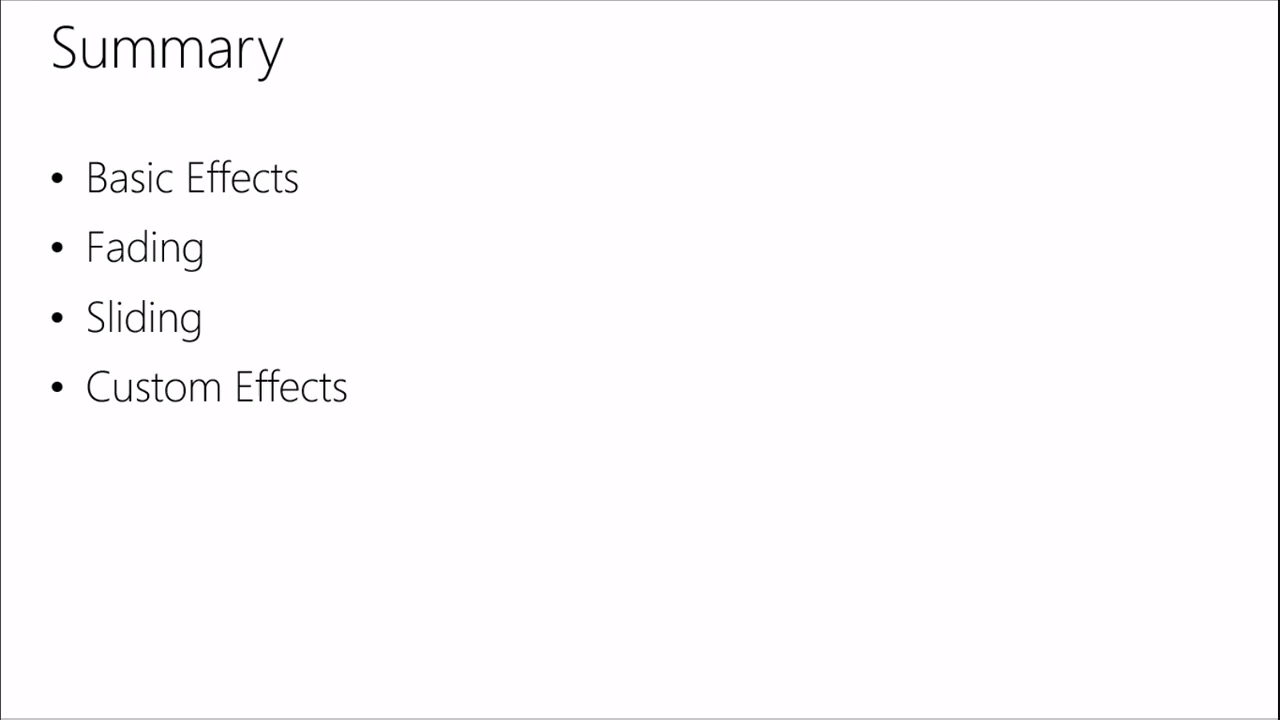 Summary
• Basic Effects
• Fading
• Sliding
• Custom Effects